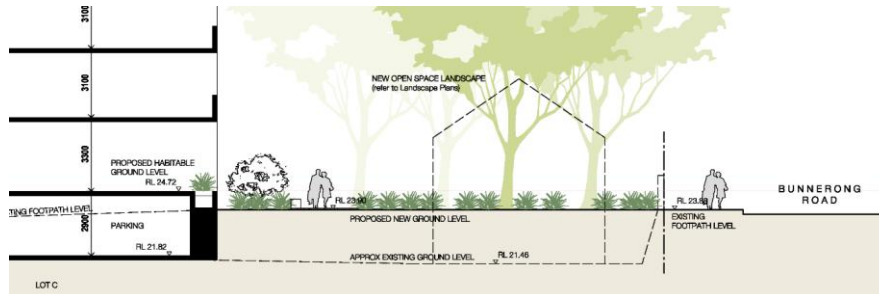 3100
3100
3300
2900
NEW OPEN SPACE LANDSCAPE
(refer to Landscape Plans)
PROPOSED HABITABLE
GROUND LEVEL
RL 24.72
TING FOOTPATH LEVEL
PARKING
RL 21.82
LOT C
RL 23.90
PROPOSED NEW GROUND LEVEL
APPROX EXISTING GROUND LEVEL
RL 21.46
EXISTING
FOOTPATH LEVEL
BUNNERONG
ROAD